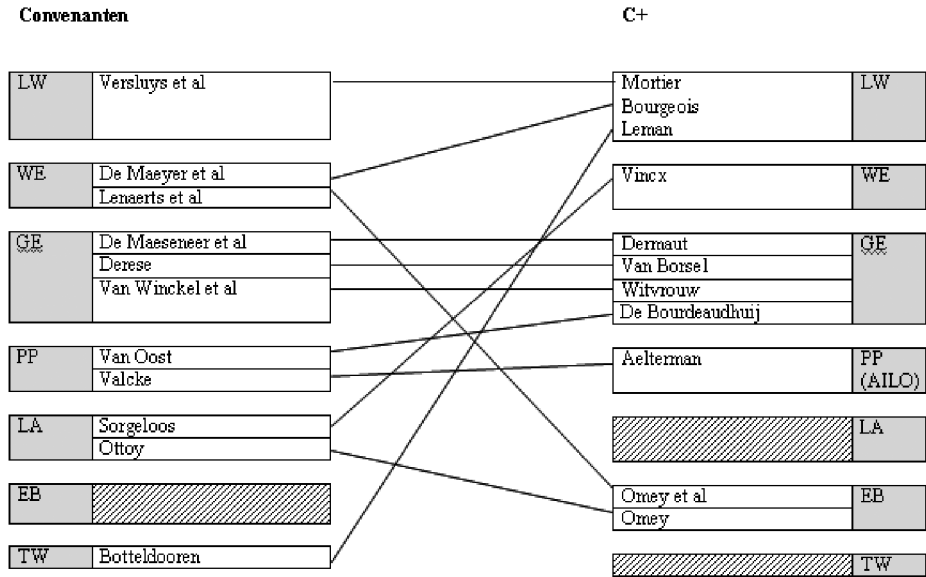 Convenanten C+
LW Versluys et al Mortier LW
Bourgeois
Leman
WE De Maeyer et al Vincx WE
Lenaerts et al
GE De Maeseneer et al Dermaut GE
Derese Van Borsel
Van Winckel et al Witvrouw
De Bourdeaudhuij
PP Van Oost Aelterman PP
Valcke (AILO)
LA Sorgeloos LA
Ottoy
EB Omey et al EB
Omey
TW Botteldooren TW